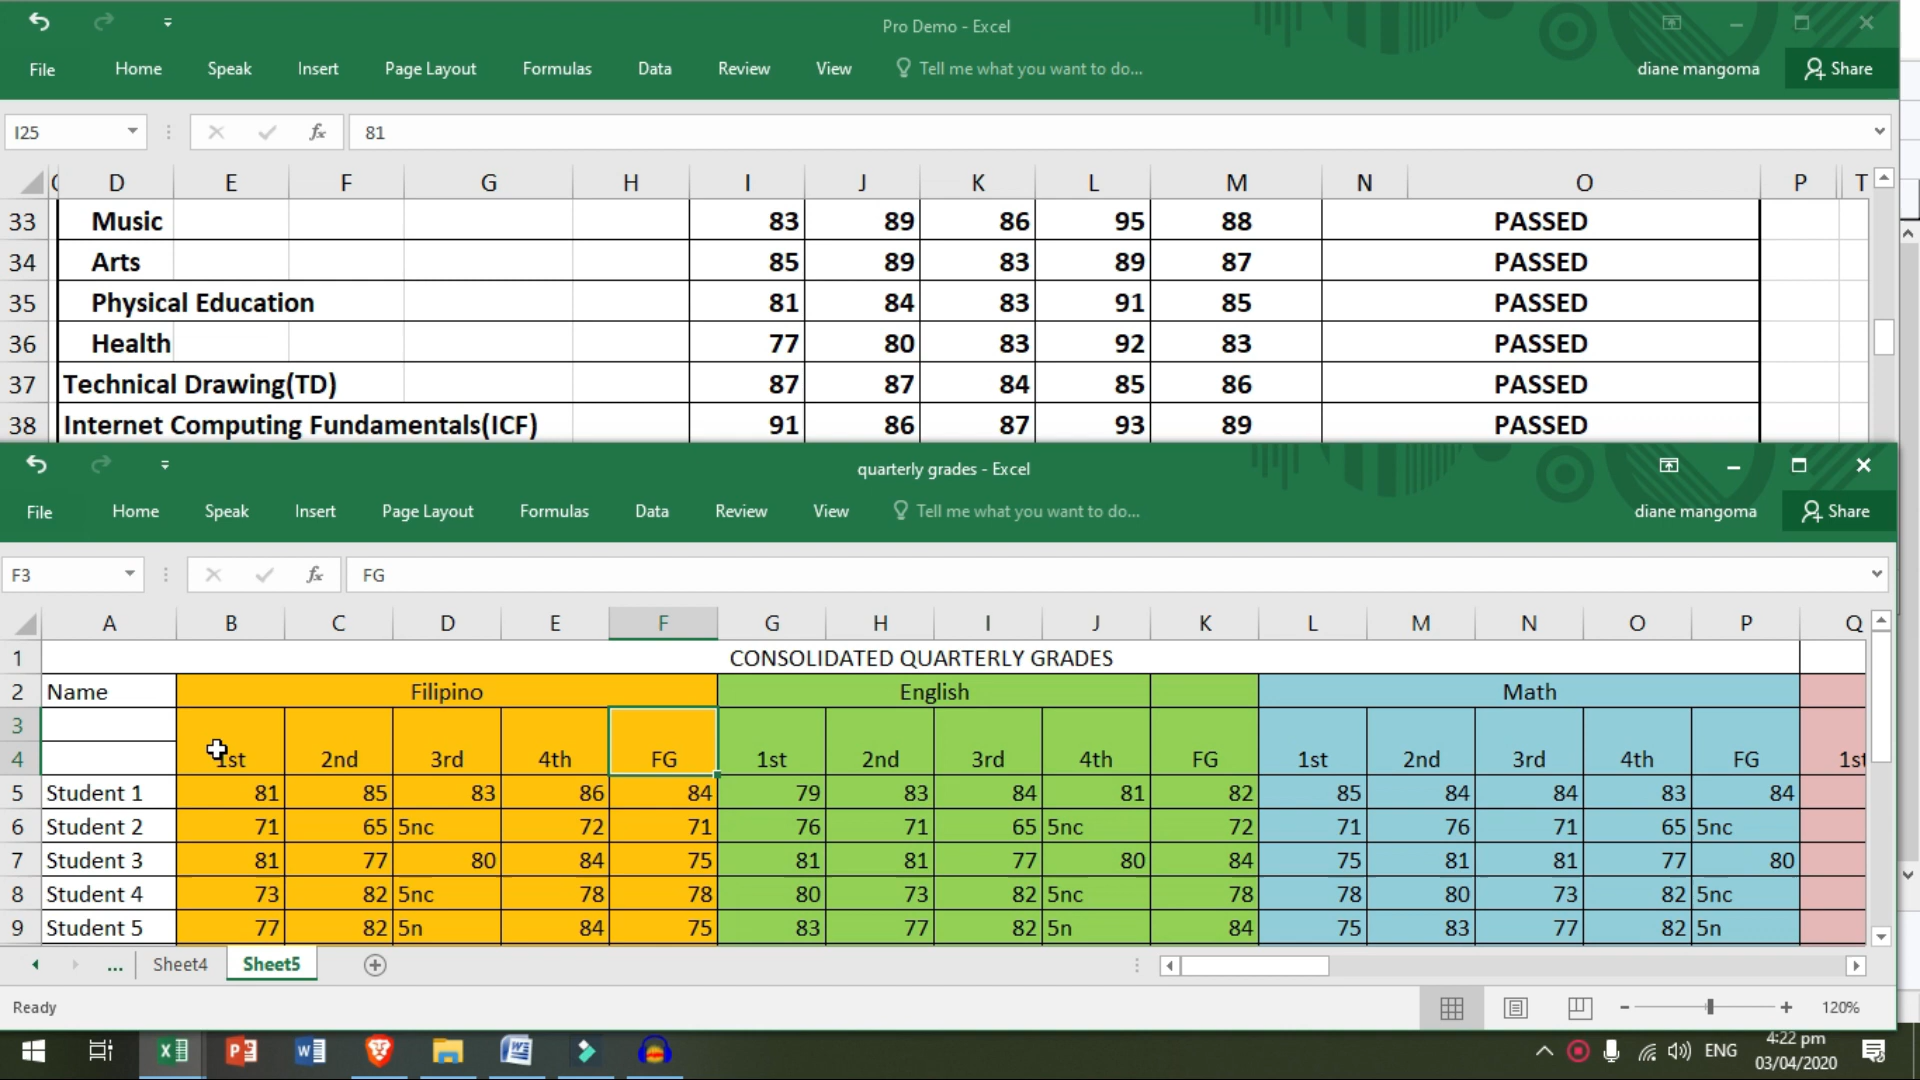 Pro Demo - Excel
File Home Speak Insert Page Layout Formulas Data Review View Tell me what you want to do... diane mangoma Share
I25 fx 81
D E F G H I J K L M N O P T
33 Music 83 89 86 95 88 PASSED
34 Arts 85 89 83 89 87 PASSED
35 Physical Education 81 84 83 91 85 PASSED
36 Health 77 80 83 92 83 PASSED
37 Technical Drawing(TD) 87 87 84 85 86 PASSED
38 Internet Computing Fundamentals(ICF) 91 86 87 93 89 PASSED
quarterly grades - Excel
File Home Speak Insert Page Layout Formulas Data Review View Tell me what you want to do... diane mangoma Share
F3 fx FG
A B C D E F G H I J K L M N O P Q
1 CONSOLIDATED QUARTERLY GRADES
2 Name Filipino English Math
3
4 1st 2nd 3rd 4th FG 1st 2nd 3rd 4th FG 1st 2nd 3rd 4th FG 1st
5 Student 1 81 85 83 86 84 79 83 84 81 82 85 84 84 83 84
6 Student 2 71 65 5nc 72 71 76 71 65 5nc 72 71 76 71 65 5nc
7 Student 3 81 77 80 84 75 81 81 77 80 84 75 81 81 77 80
8 Student 4 73 82 5nc 78 78 80 73 82 5nc 78 78 80 73 82 5nc
9 Student 5 77 82 5n 84 75 83 77 82 5n 84 75 83 77 82 5n
... Sheet4 Sheet5
Ready 120%
ENG 4:22 pm
03/04/2020